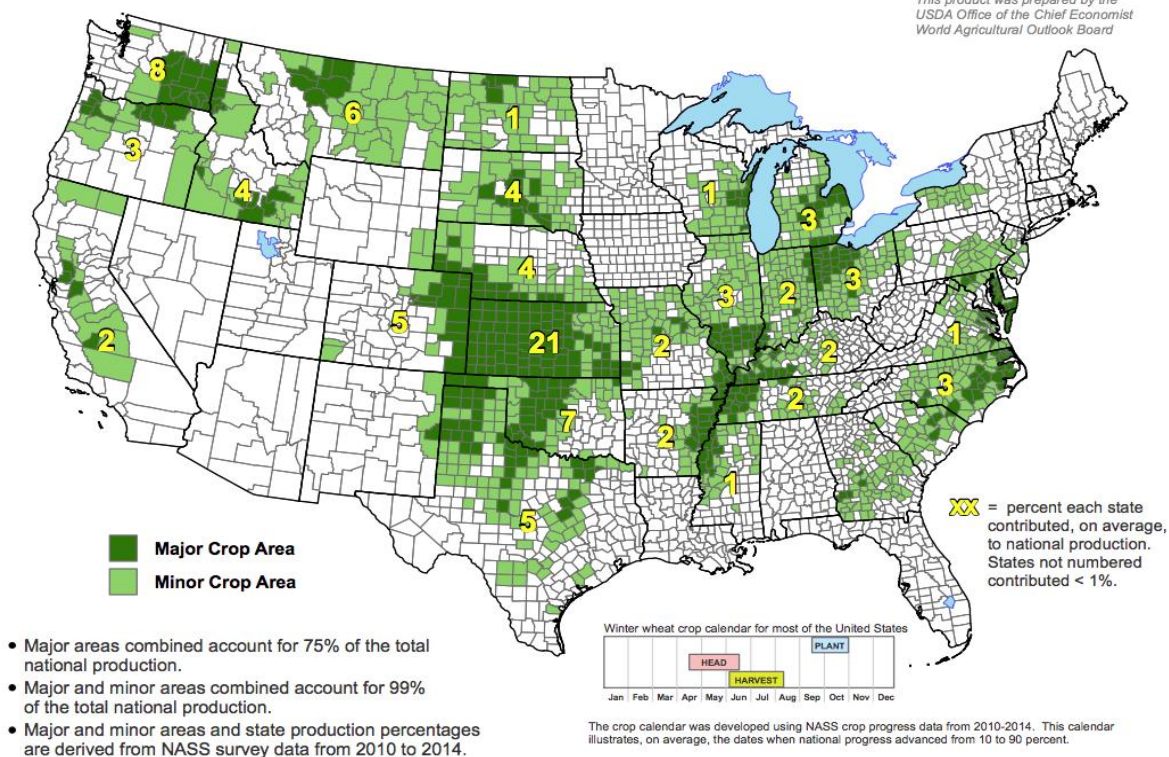 This product was prepared by the
USDA Office of the Chief Economist
World Agricultural Outlook Board
8
6
1
3
4
4
1
3
4
3
2
3
5
21
2
2
2
1
3
2
7
2
1
5
XX = percent each state
contributed, on average,
to national production.
States not numbered
contributed < 1%.
Major Crop Area
Minor Crop Area
• Major areas combined account for 75% of the total
national production.
• Major and minor areas combined account for 99%
of the total national production.
• Major and minor areas and state production percentages
are derived from NASS survey data from 2010 to 2014.
Winter wheat crop calendar for most of the United States
PLANT
HEAD
HARVEST
Jan Feb Mar Apr May Jun Jul Aug Sep Oct Nov Dec
The crop calendar was developed using NASS crop progress data from 2010-2014. This calendar
illustrates, on average, the dates when national progress advanced from 10 to 90 percent.